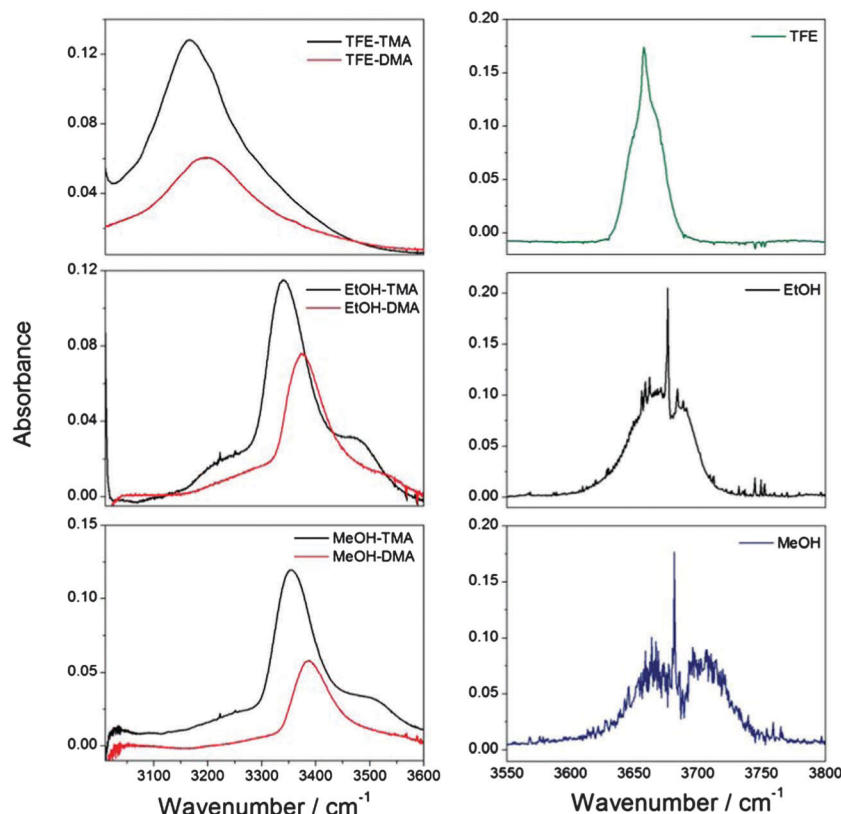 Absorbance
0.12
0.08
0.04
TFE-TMA
TFE-DMA
0.20
0.15
0.10
0.05
0.00
TFE
0.12
0.08
0.04
0.00
EtOH-TMA
EtOH-DMA
0.20
0.15
0.10
0.05
0.00
EtOH
0.15
0.10
0.05
0.00
MeOH-TMA
MeOH-DMA
3100 3200 3300 3400 3500 3600
Wavenumber / cm⁻¹
0.20
0.15
0.10
0.05
0.00
MeOH
3550 3600 3650 3700 3750 3800
Wavenumber / cm⁻¹